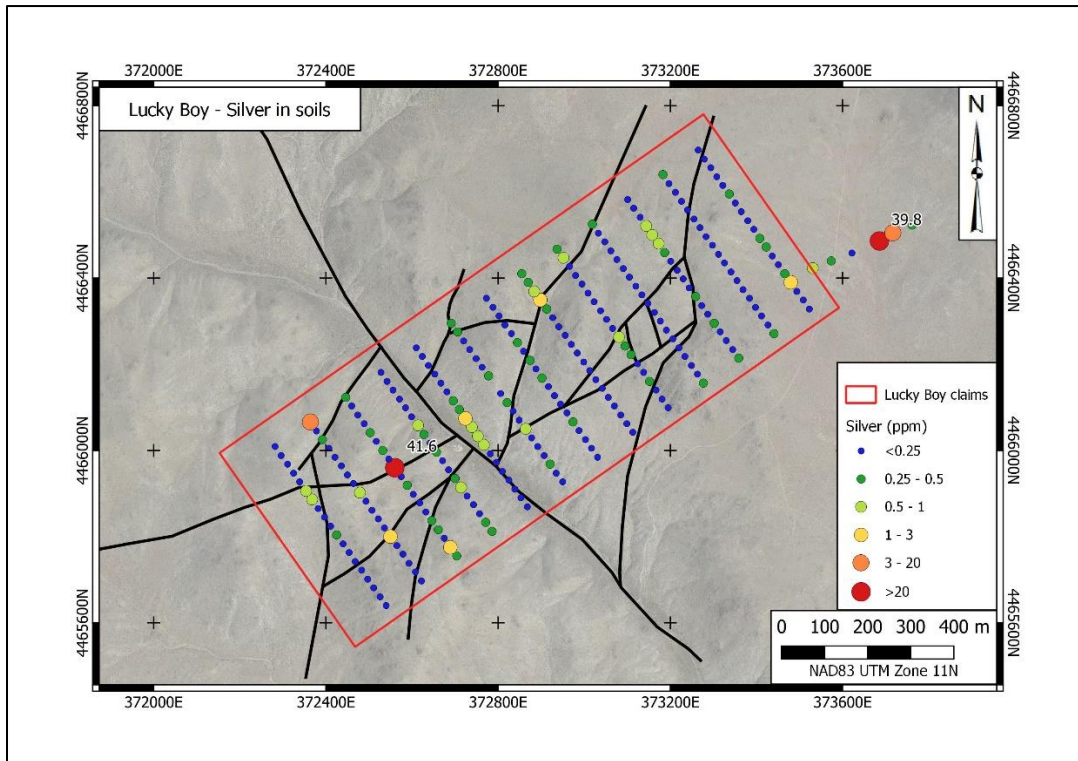 372000E
372400E
372800E
373200E
373600E
Lucky Boy - Silver in soils
N
4466800N
4466800N
39.8
4466400N
4466400N
41.6
4466000N
4466000N
Lucky Boy claims
Silver (ppm)
<0.25
0.25 - 0.5
0.5 - 1
1 - 3
3 - 20
>20
4465600N
4465600N
0 100 200 300 400 m
NAD83 UTM Zone 11N
372000E
372400E
372800E
373200E
373600E